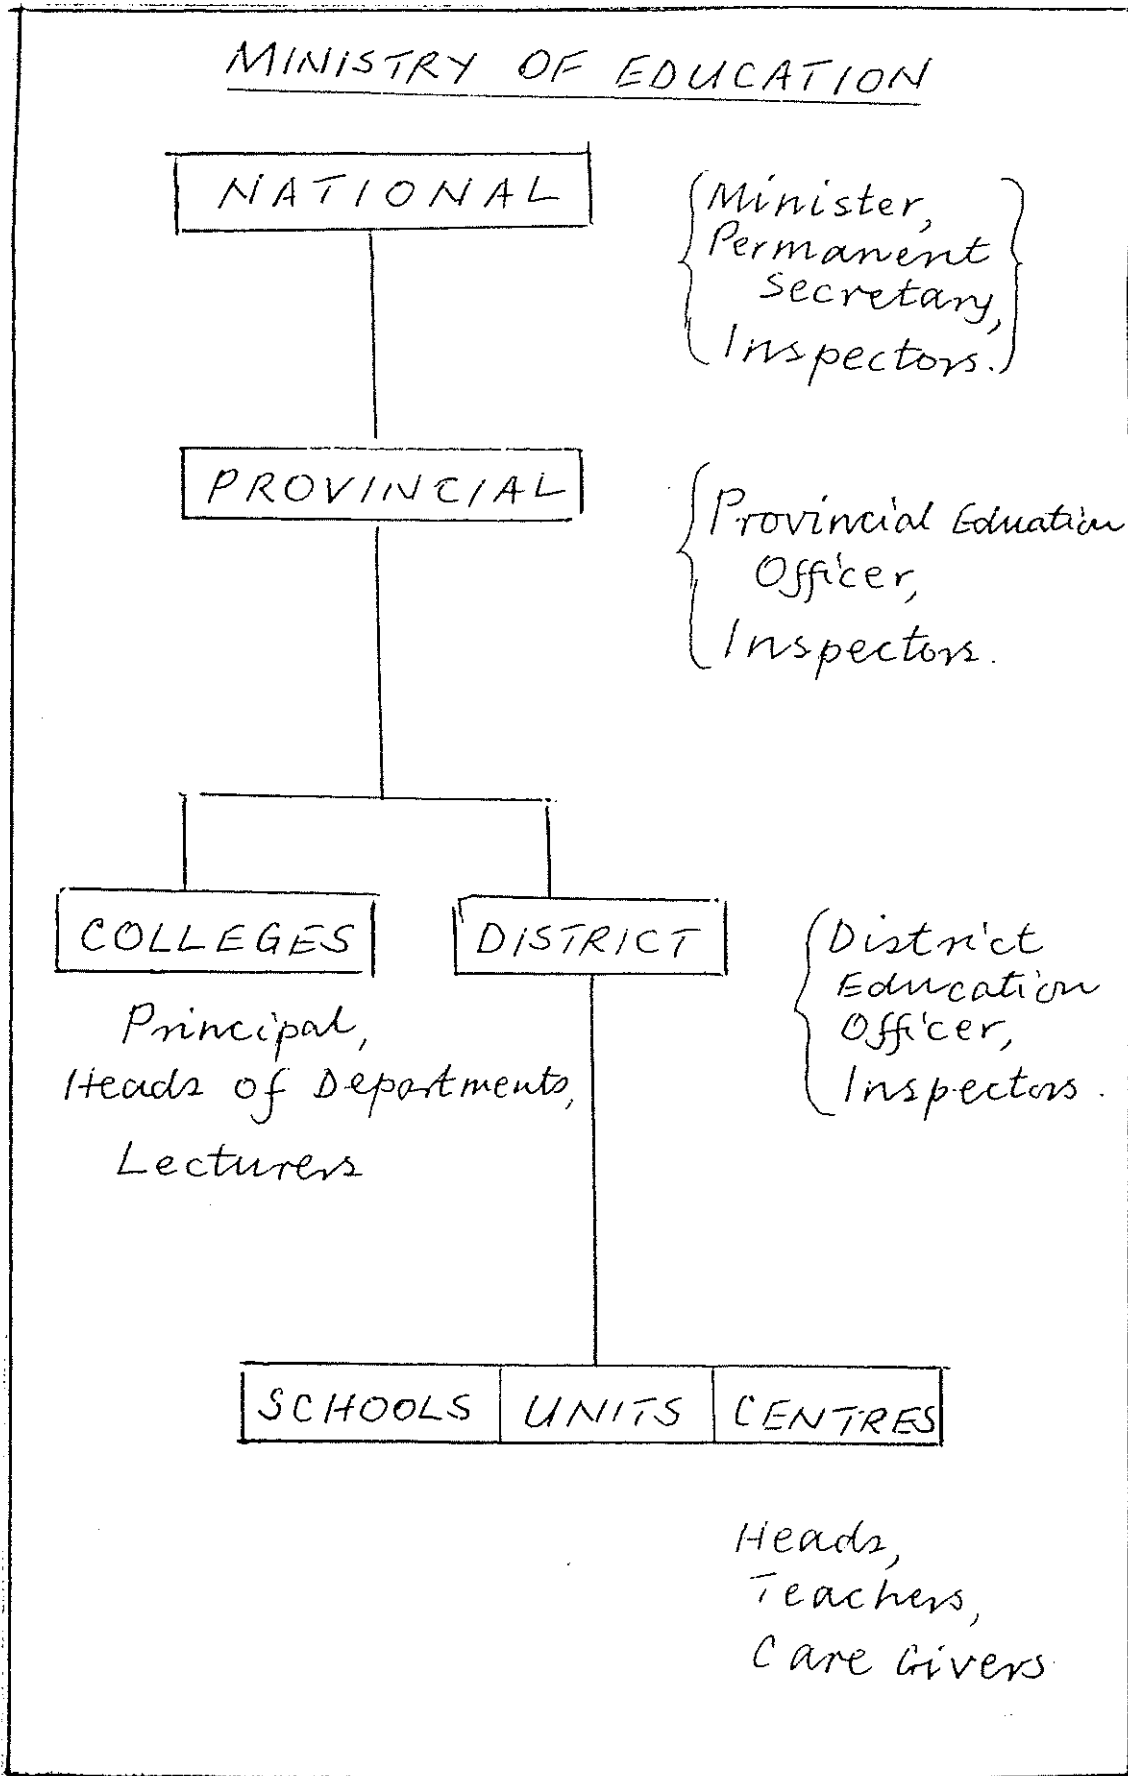 MINISTRY OF EDUCATION
NATIONAL
Minister,
Permanent
Secretary,
Inspectors.
PROVINCIAL
Provincial Eduation
Officer,
Inspectors.
COLLEGES
Principal,
Heads of Departments,
Lecturers
DISTRICT
District
Education
Officer,
Inspectors.
SCHOOLS UNITS CENTRES
Heads,
Teachers,
Care Givers